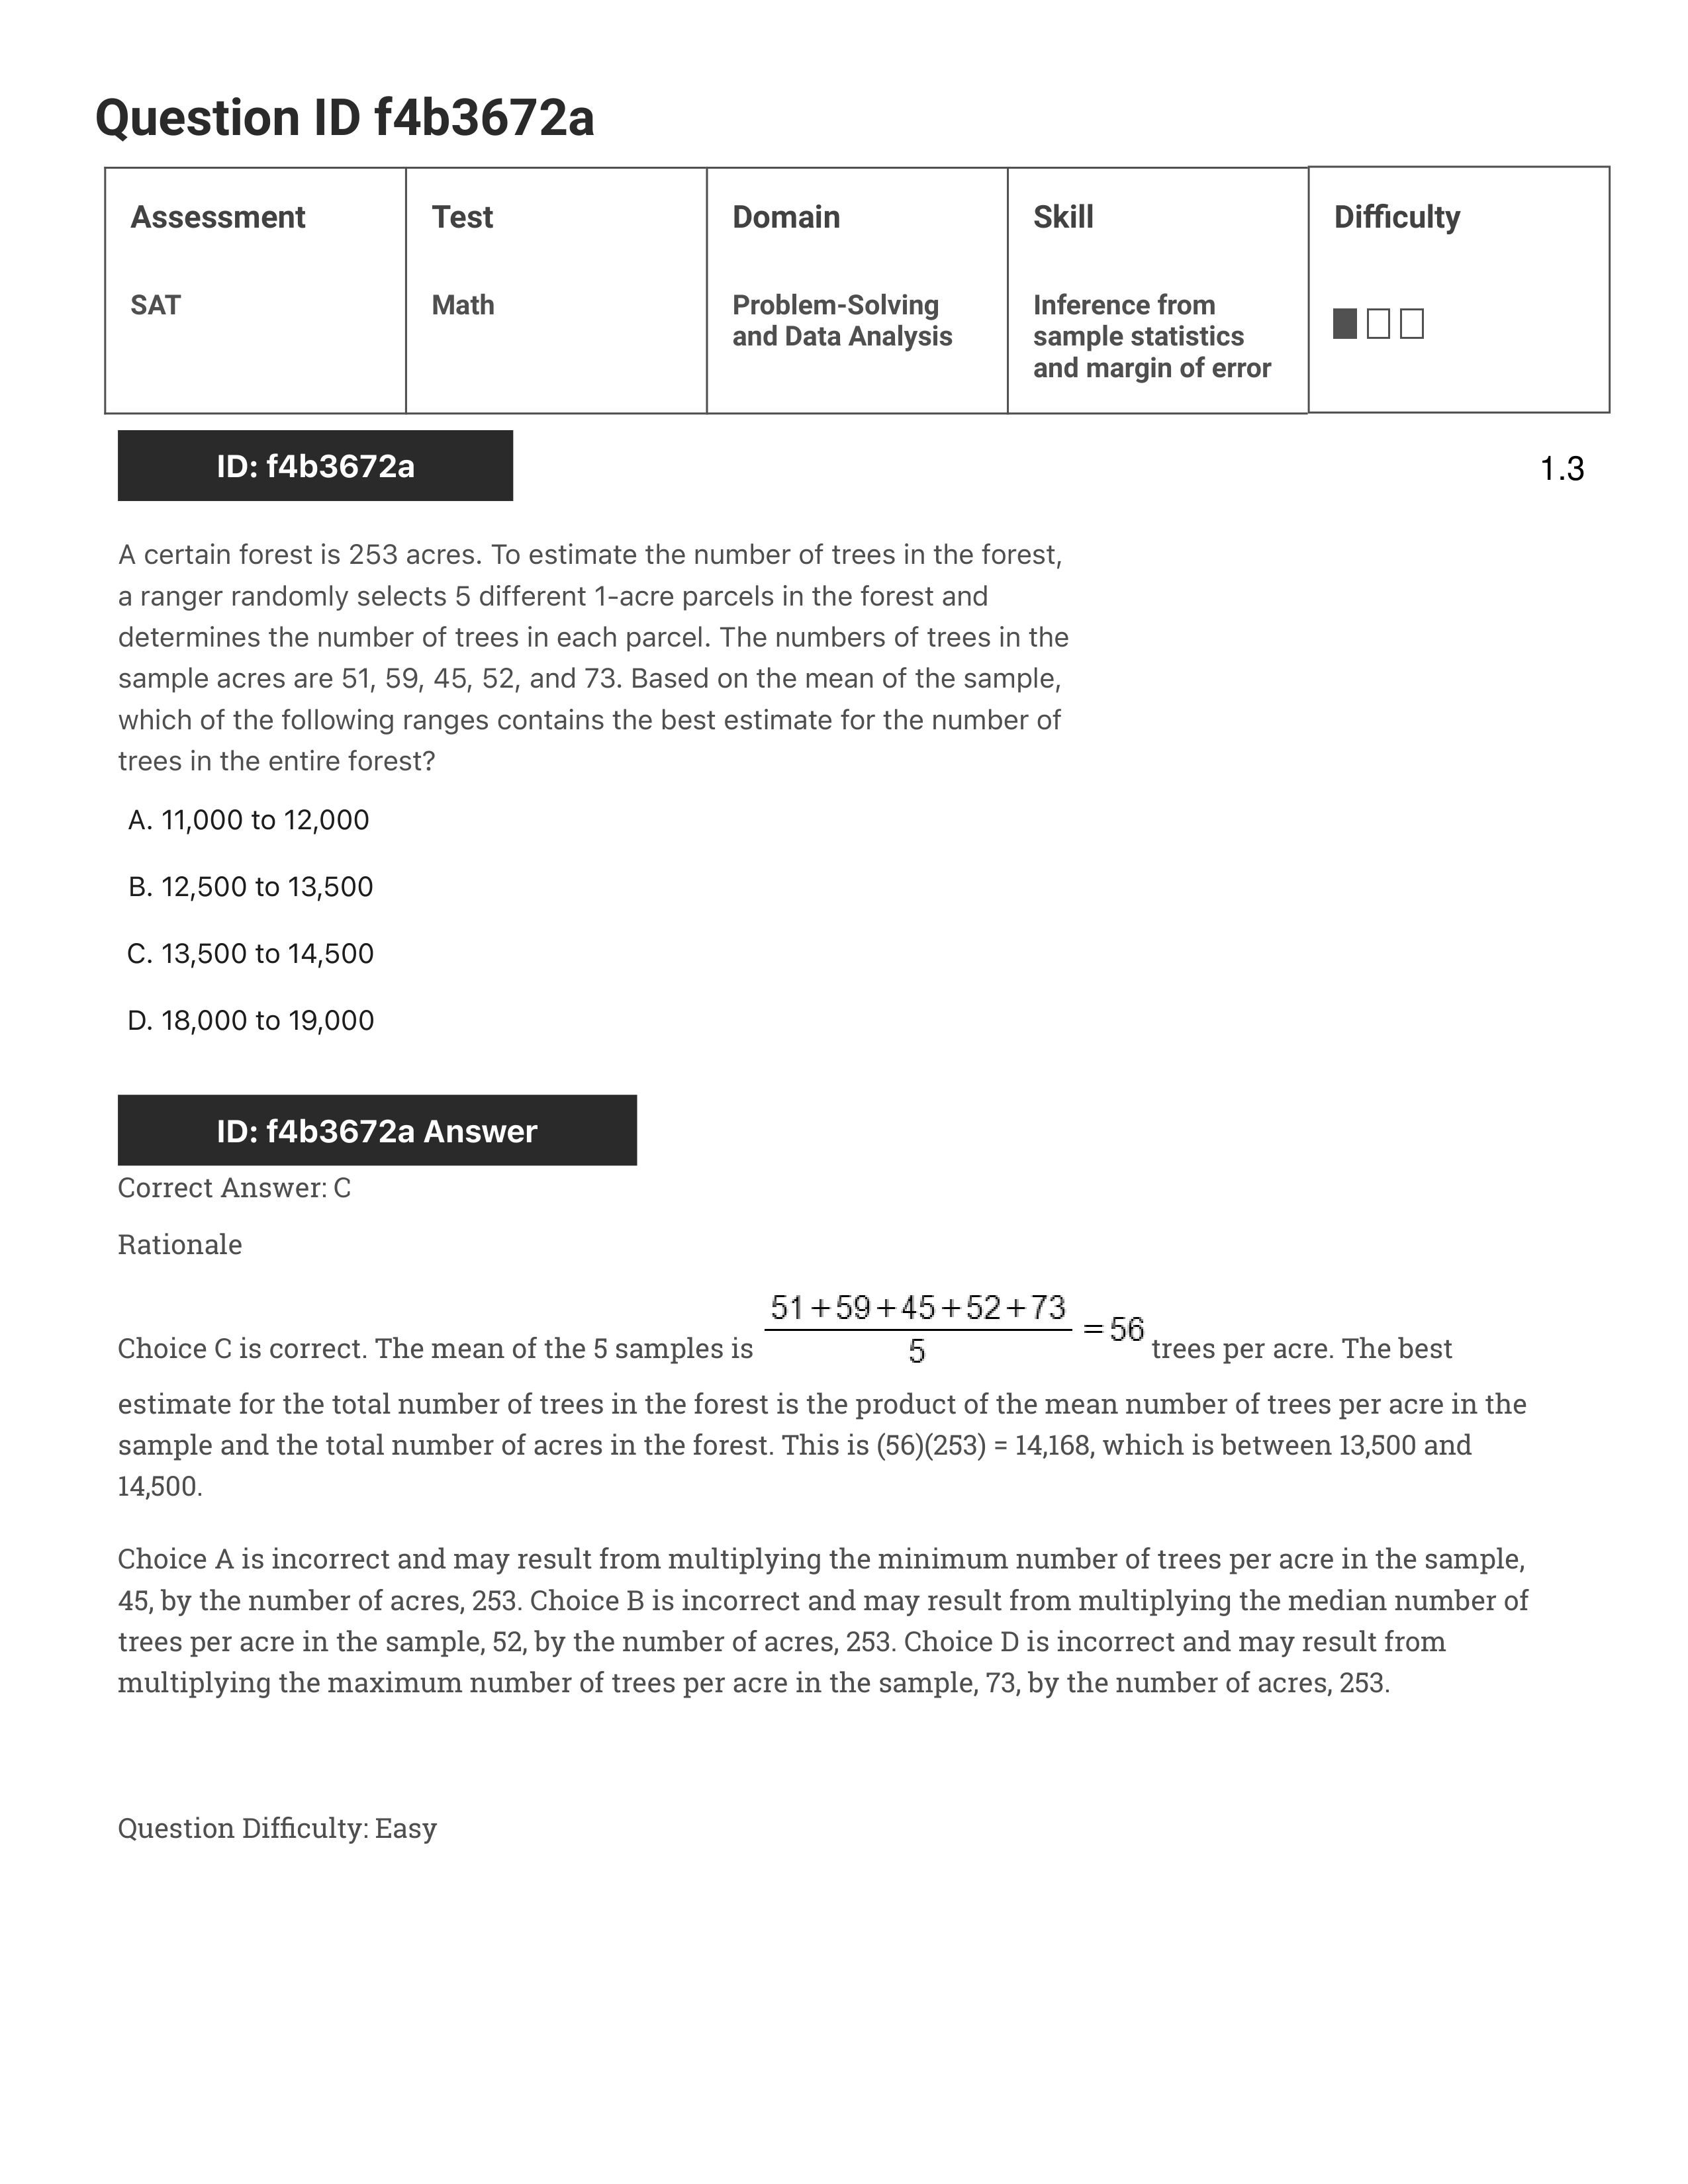 Question ID f4b3672a
Assessment Test Domain Skill Difficulty
SAT Math Problem-Solving and Data Analysis Inference from sample statistics and margin of error
ID: f4b3672a
1.3
A certain forest is 253 acres. To estimate the number of trees in the forest,
a ranger randomly selects 5 different 1-acre parcels in the forest and
determines the number of trees in each parcel. The numbers of trees in the
sample acres are 51, 59, 45, 52, and 73. Based on the mean of the sample,
which of the following ranges contains the best estimate for the number of
trees in the entire forest?
A. 11,000 to 12,000
B. 12,500 to 13,500
C. 13,500 to 14,500
D. 18,000 to 19,000
ID: f4b3672a Answer
Correct Answer: C
Rationale
Choice C is correct. The mean of the 5 samples is (51+59+45+52+73)/5 = 56 trees per acre. The best
estimate for the total number of trees in the forest is the product of the mean number of trees per acre in the
sample and the total number of acres in the forest. This is (56)(253) = 14,168, which is between 13,500 and
14,500.
Choice A is incorrect and may result from multiplying the minimum number of trees per acre in the sample,
45, by the number of acres, 253. Choice B is incorrect and may result from multiplying the median number of
trees per acre in the sample, 52, by the number of acres, 253. Choice D is incorrect and may result from
multiplying the maximum number of trees per acre in the sample, 73, by the number of acres, 253.
Question Difficulty: Easy